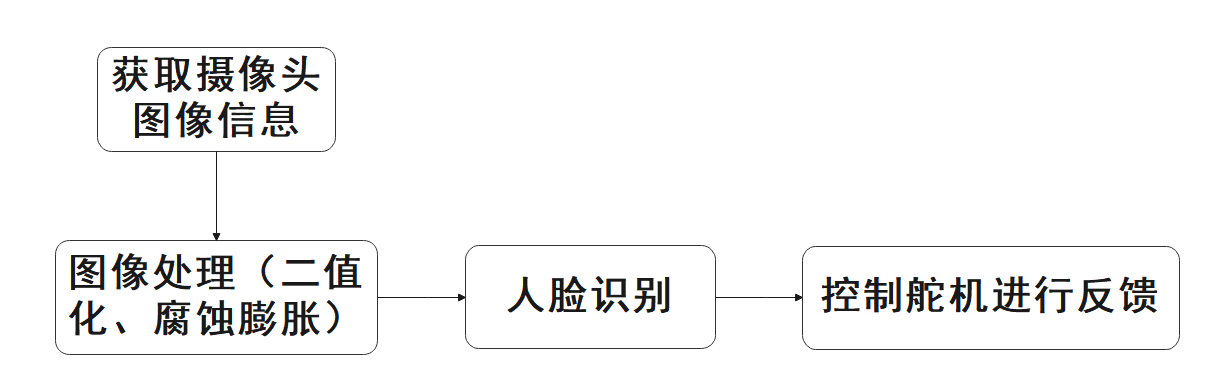 获取摄像头
图像信息
图像处理（二值
化、腐蚀膨胀）
人脸识别
控制舵机进行反馈